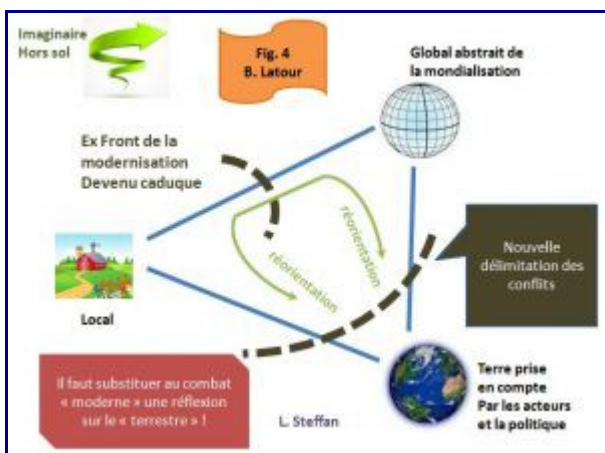 Imaginaire
Hors sol
Fig. 4
B. Latour
Global abstrait de
la mondialisation
Ex Front de la
modernisation
Devenu caduque
réorientation
réorientation
Nouvelle
délimitation des
conflits
Local
Il faut substituer au combat
« moderne » une réflexion
sur le « terrestre » !
L. Steffan
Terre prise
en compte
Par les acteurs
et la politique